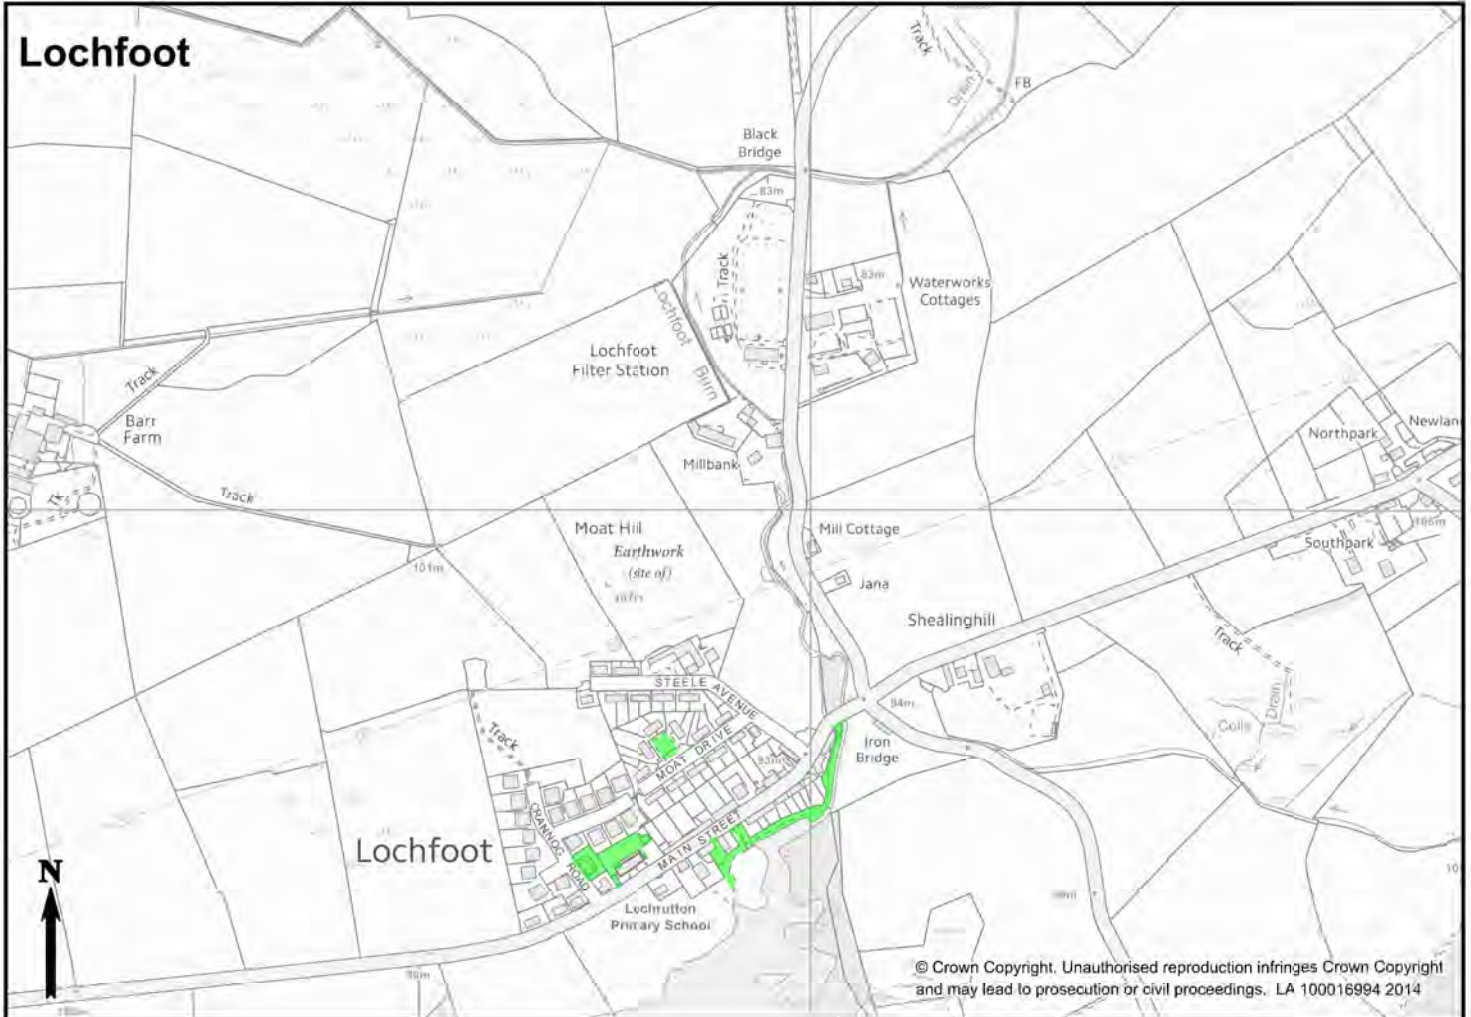 Lochfoot
Track
Drain
FB
Black
Bridge
83m
Track
83m
Waterworks
Cottages
Lochfoot
Burn
Lochfoot
Filter Station
Track
Barr
Farm
Northpark
Millbank
Track
Moat Hill
Mill Cottage
Earthwork
(site of)
Southpark
101m
Jana
Shealinghill
Track
STEELE AVENUE
Drain
94m
Track
MOAT DRIVE
Iron
Bridge
93m
CRANNOG ROAD
MAIN STREET
Lochfoot
N
Lochrutton
Primary School
© Crown Copyright. Unauthorised reproduction infringes Crown Copyright
and may lead to prosecution or civil proceedings. LA 100016994 2014